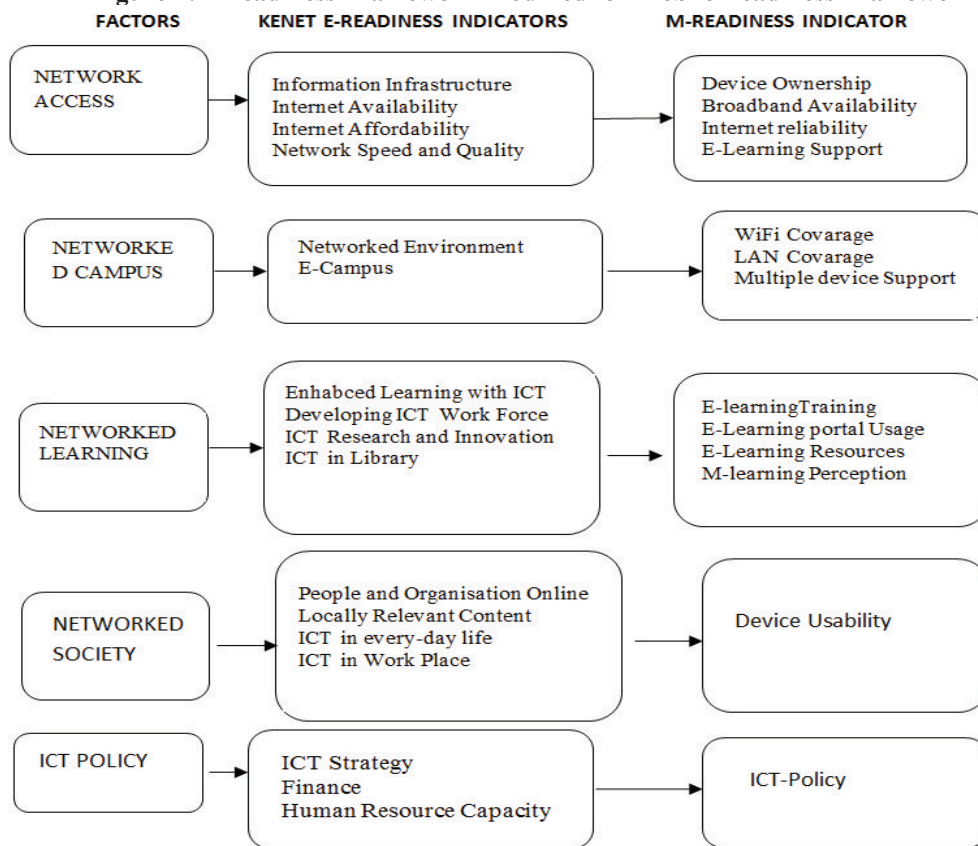 FACTORS
KENET E-READINESS INDICATORS
M-READINESS INDICATOR
NETWORK
ACCESS
Information Infrastructure
Internet Availability
Internet Affordability
Network Speed and Quality
Device Ownership
Broadband Availability
Internet reliability
E-Learning Support
NETWORKE
D CAMPUS
Networked Environment
E-Campus
WiFi Covarage
LAN Covarage
Multiple device Support
NETWORKED
LEARNING
Enhabced Learning with ICT
Developing ICT Work Force
ICT Research and Innovation
ICT in Library
E-learningTraining
E-Learning portal Usage
E-Learning Resources
M-learning Perception
NETWORKED
SOCIETY
People and Organisation Online
Locally Relevant Content
ICT in every-day life
ICT in Work Place
Device Usability
ICT POLICY
ICT Strategy
Finance
Human Resource Capacity
ICT-Policy